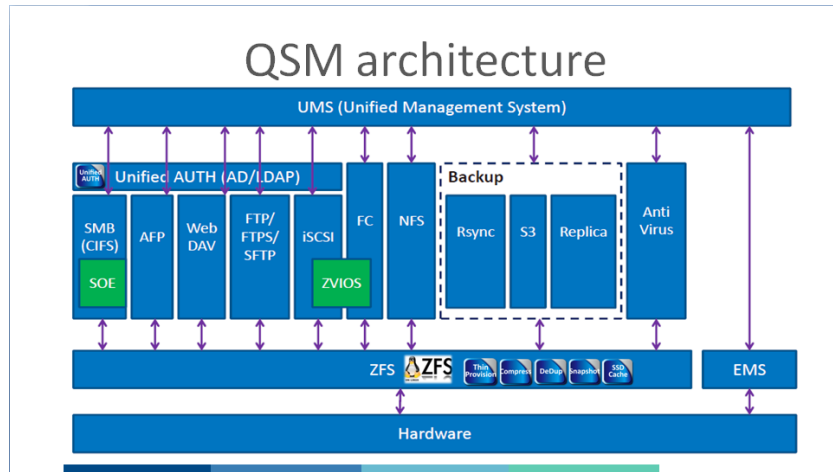 QSM architecture
UMS (Unified Management System)
Unified
AUTH
Unified AUTH (AD/LDAP)
SMB
(CIFS)
SOE
AFP
Web
DAV
FTP/
FTPS/
SFTP
iSCSI
ZVIOS
FC
NFS
Backup
Rsync
S3
Replica
Anti
Virus
ZFS
ZFS
Thin
Provision
Compress
DeDup
Snapshot
SSD
Cache
EMS
Hardware